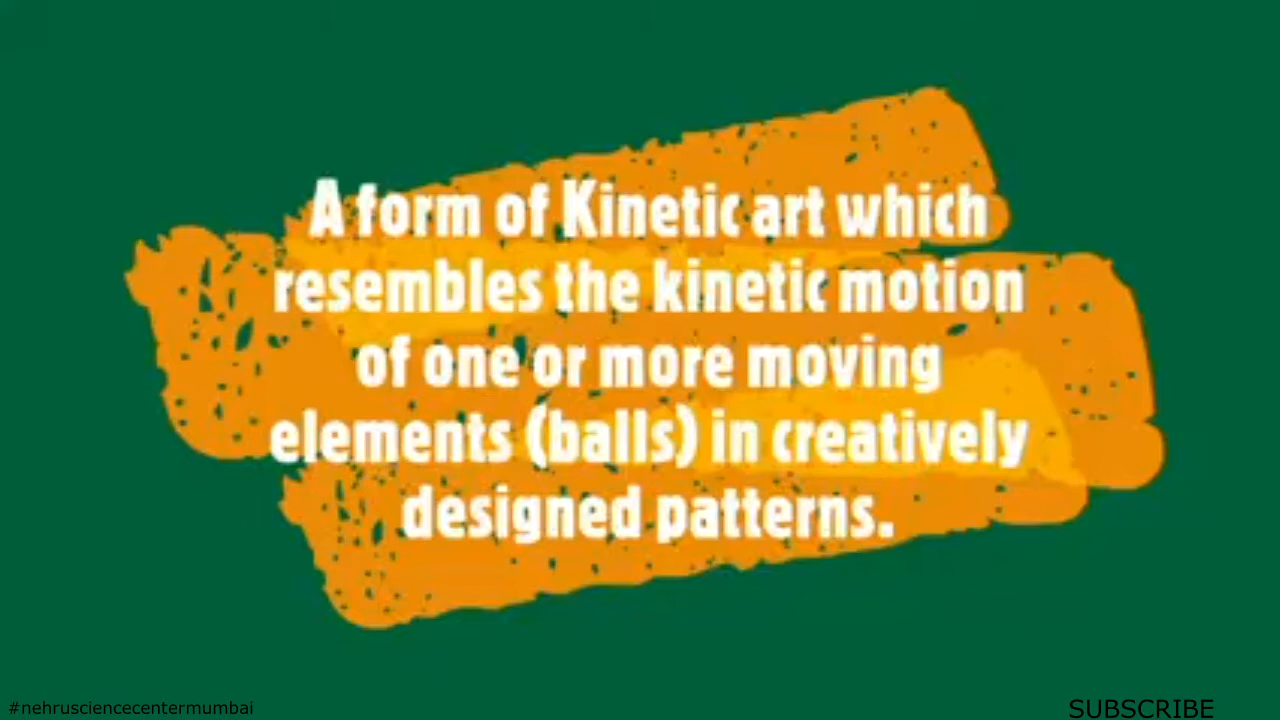 A form of Kinetic art which
resembles the kinetic motion
of one or more moving
elements (balls) in creatively
designed patterns.
#nehrusciencecentermumbai
SUBSCRIBE